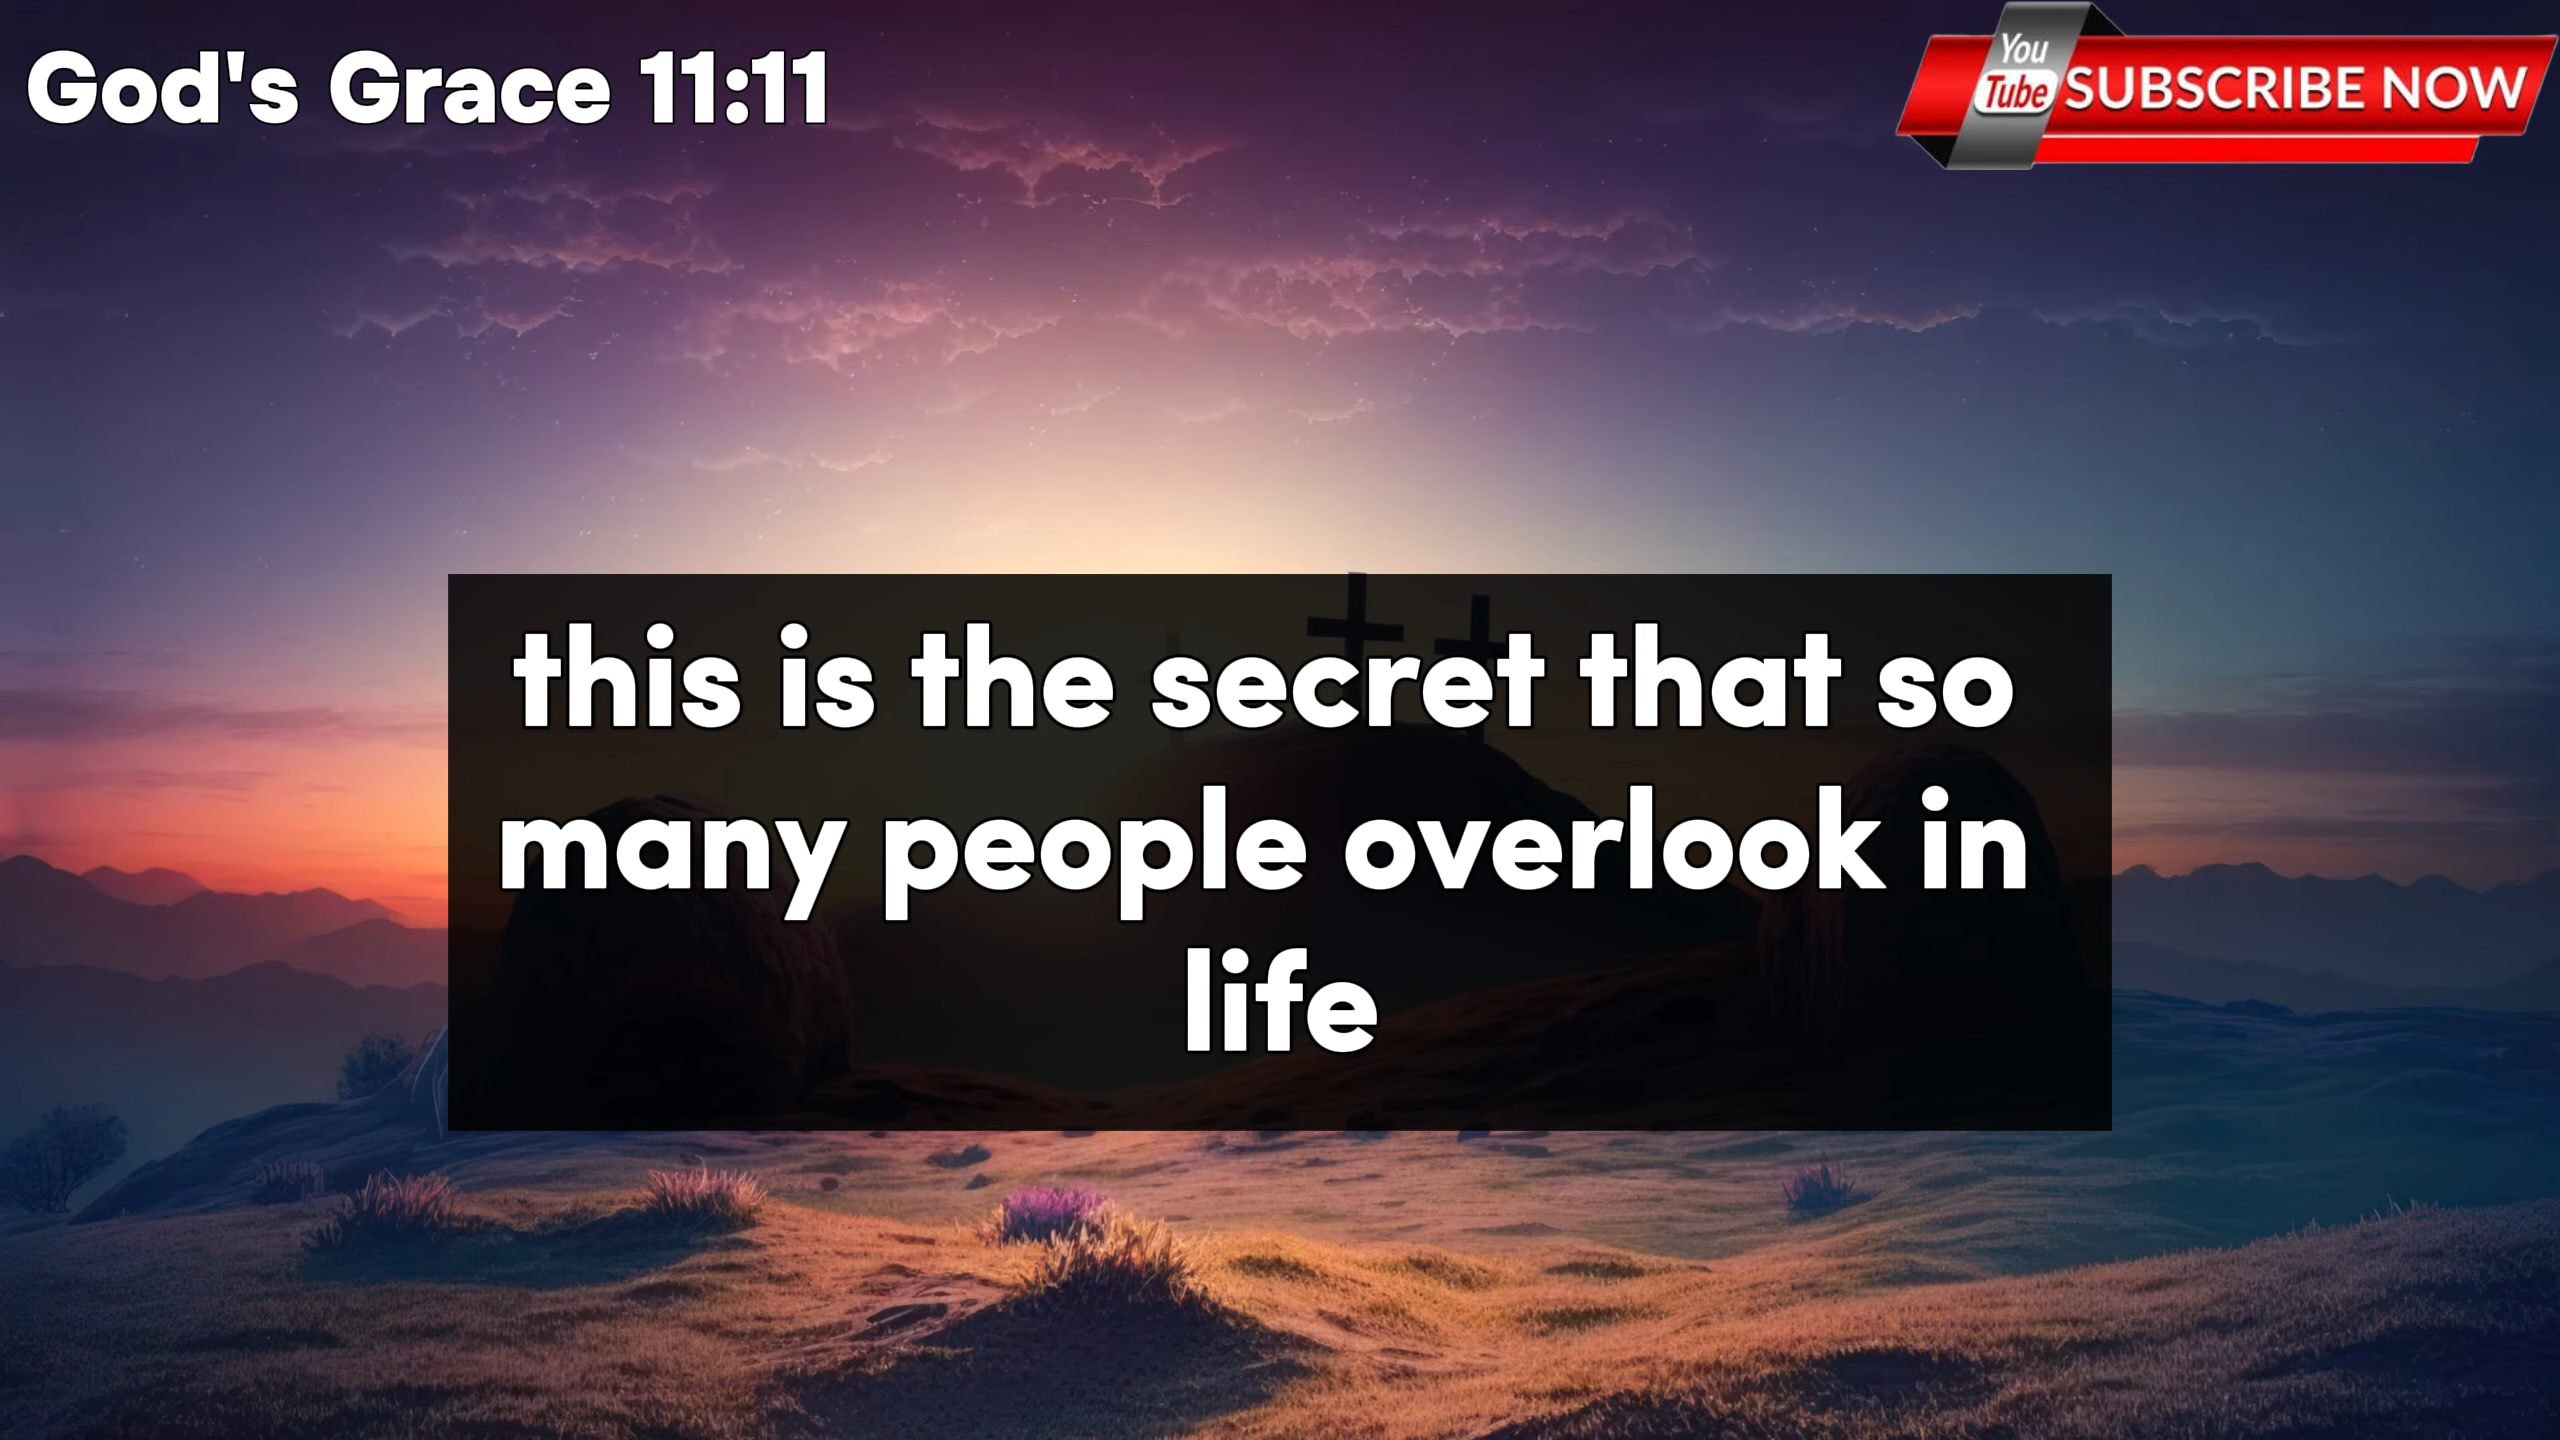 God's Grace 11:11
You
Tube SUBSCRIBE NOW
this is the secret that so
many people overlook in
life